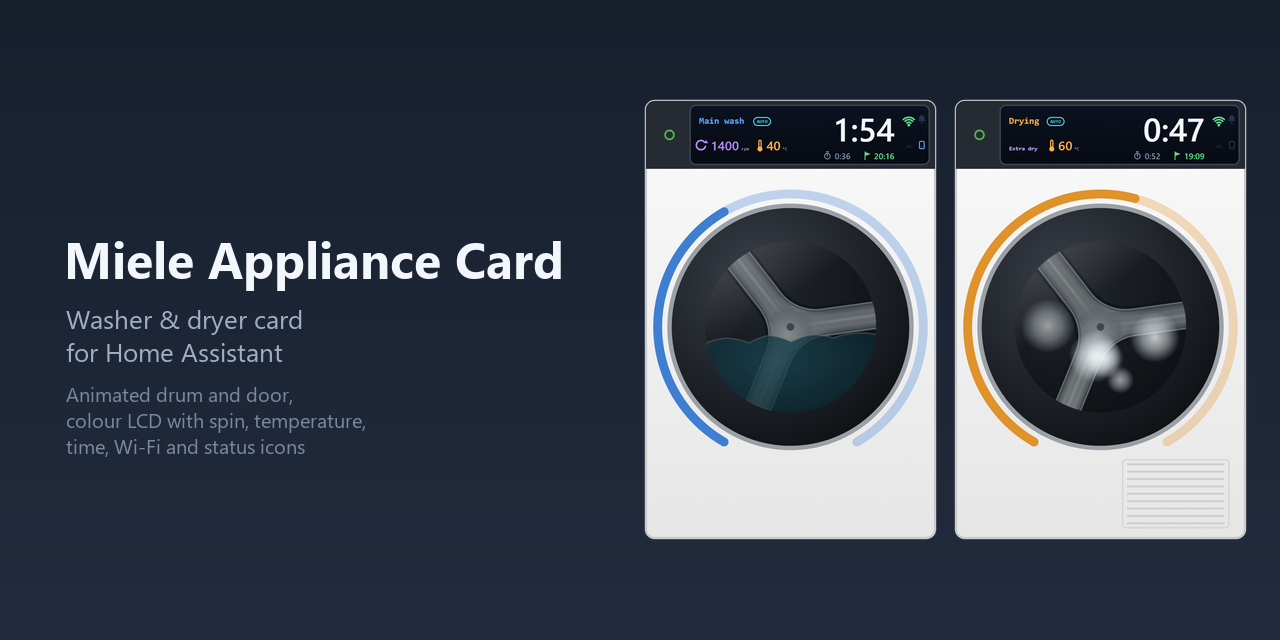 Miele Appliance Card
Washer & dryer card
for Home Assistant
Animated drum and door,
colour LCD with spin, temperature,
time, Wi-Fi and status icons
Main wash AUTO
1:54
1400 rpm 40 °C
0:36 20:16
Drying AUTO
0:47
Extra dry 60 °C
0:52 19:09